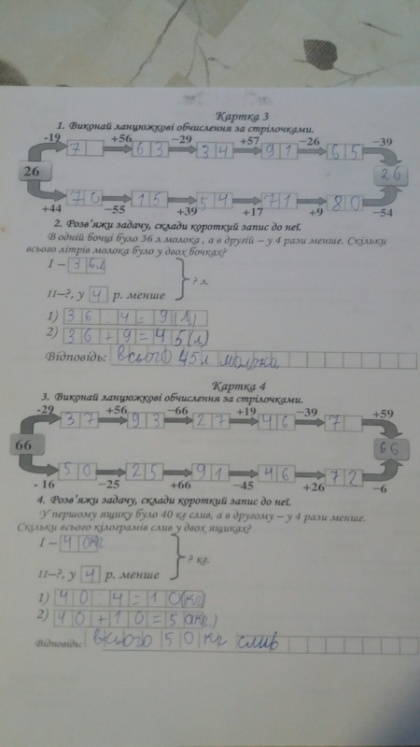 Картка 3
1. Виконай ланцюжкові обчислення за стрілочками.
-19 +56 -29 +57 -26 -39
7 63 34 91 65
26 26
70 15 54 71 80
+44 -55 +39 +17 +9 -54
2. Розв'яжи задачу, склади короткий запис до неї.
В одній бочці було 36 л молока , а в другій – у 4 рази менше. Скільки
всього літрів молока було у двох бочках?
І – 36л
? л.
ІІ–?, у 4 р. менше
1) 36 : 4 = 9(л)
2) 36 + 9 = 45(л)
Відповідь: всього 45 л молока
Картка 4
3. Виконай ланцюжкові обчислення за стрілочками.
-29 +56 -66 +19 -39 +59
37 93 27 46 7
66 66
50 25 91 46 72
- 16 -25 +66 -45 +26 -6
4. Розв'яжи задачу, склади короткий запис до неї.
У першому ящику було 40 кг слив, а в другому – у 4 рази менше.
Скільки всього кілограмів слив у двох ящиках?
І – 40кг
? кг.
ІІ–?, у 4 р. менше
1) 40 : 4 = 10(кг)
2) 40 + 10 = 50(кг)
Відповідь: всього 50 кг слив